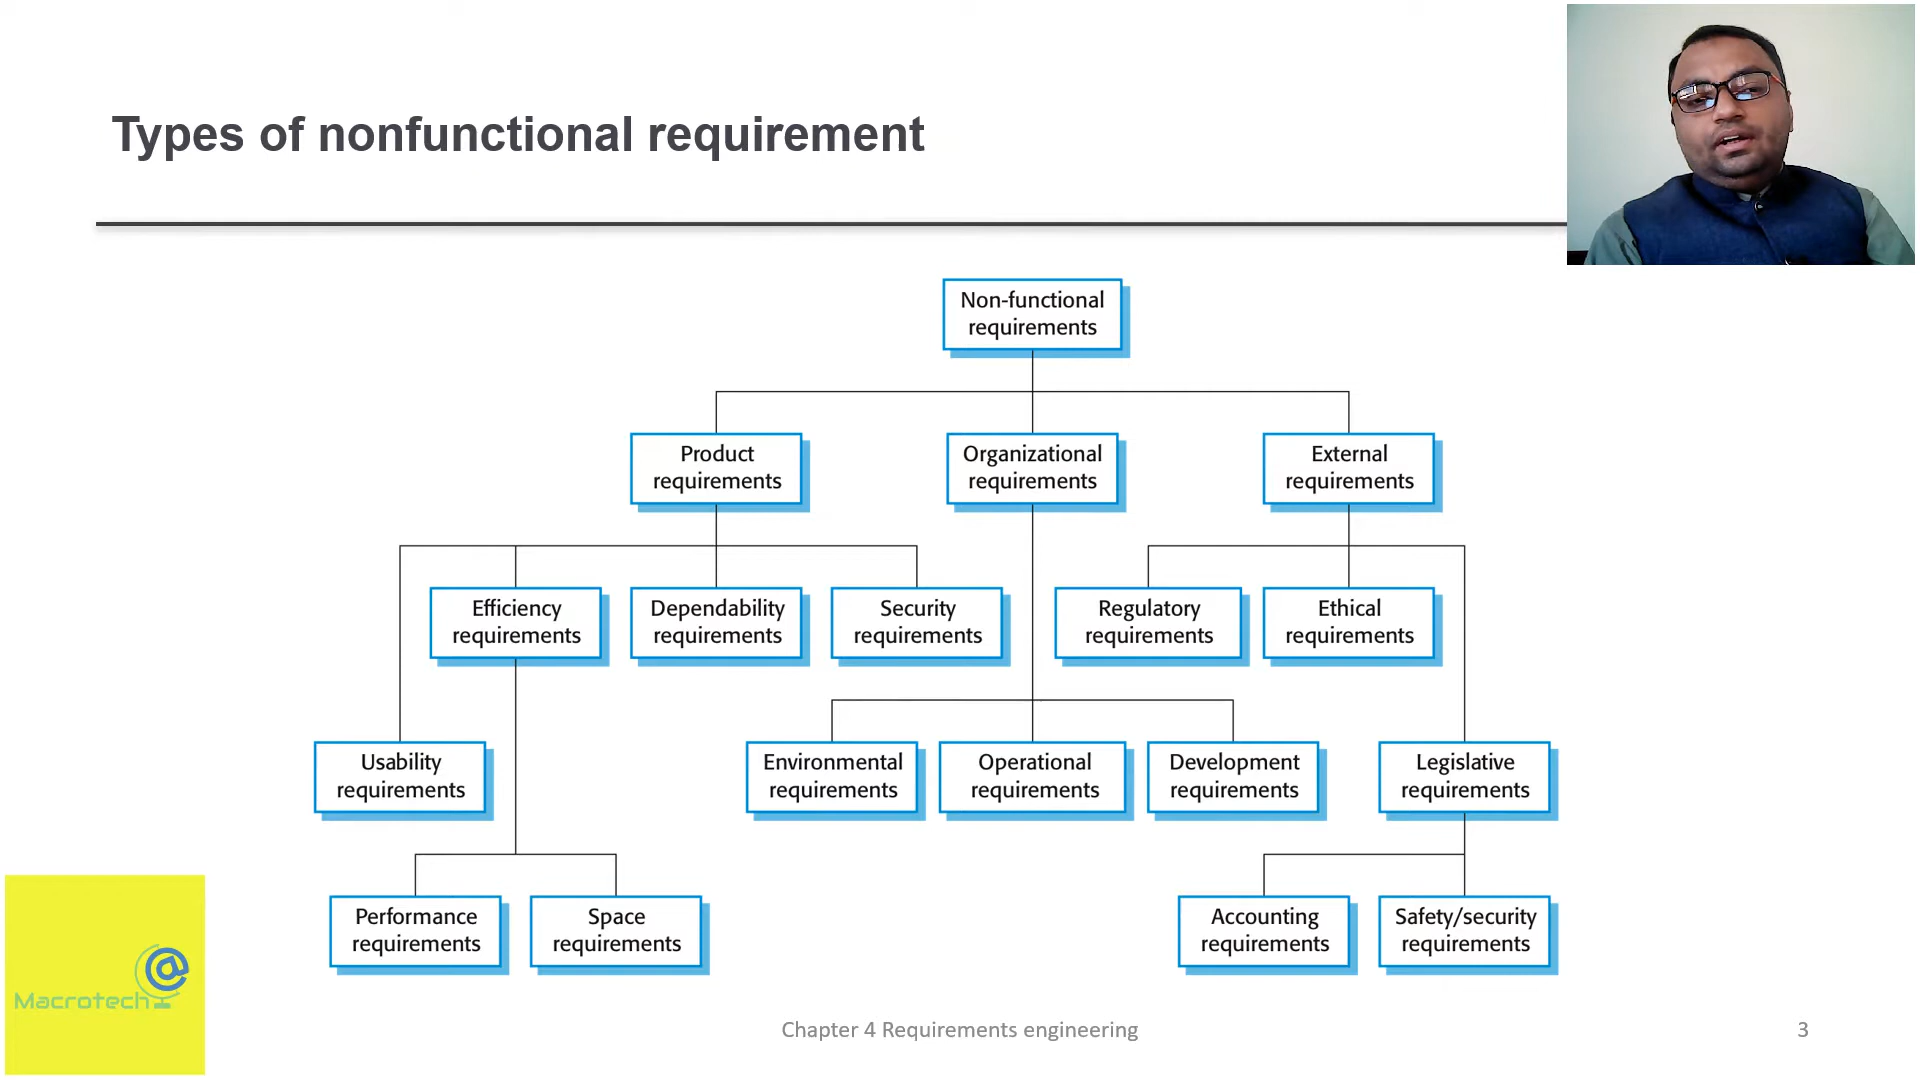 Types of nonfunctional requirement
Non-functional
requirements
Product
requirements
Organizational
requirements
External
requirements
Efficiency
requirements
Dependability
requirements
Security
requirements
Regulatory
requirements
Ethical
requirements
Usability
requirements
Environmental
requirements
Operational
requirements
Development
requirements
Legislative
requirements
Performance
requirements
Space
requirements
Accounting
requirements
Safety/security
requirements
@
Macrotech
Chapter 4 Requirements engineering
3